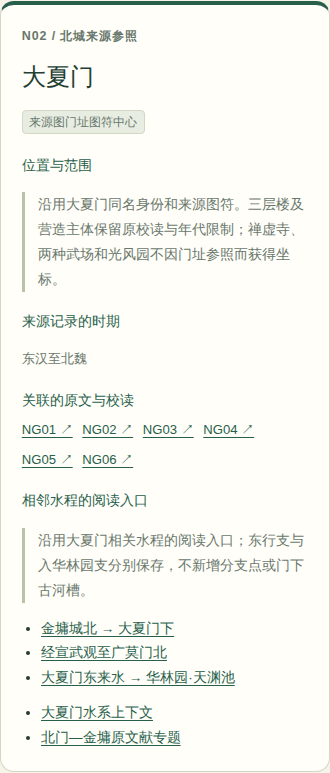 N02 / 北城来源参照
大夏门
来源图门址图符中心
位置与范围
沿用大夏门同名身份和来源图符。三层楼及
营造主体保留原校读与年代限制；禅虚寺、
两种武场和光风园不因门址参照而获得坐
标。
来源记录的时期
东汉至北魏
关联的原文与校读
NG01 ↗ NG02 ↗ NG03 ↗ NG04 ↗
NG05 ↗ NG06 ↗
相邻水程的阅读入口
沿用大夏门相关水程的阅读入口；东行支与
入华林园支分别保存，不新增分支点或门下
古河槽。
• 金墉城北 → 大夏门下
• 经宣武观至广莫门北
• 大夏门东来水 → 华林园·天渊池
• 大夏门水系上下文
• 北门—金墉原文献专题